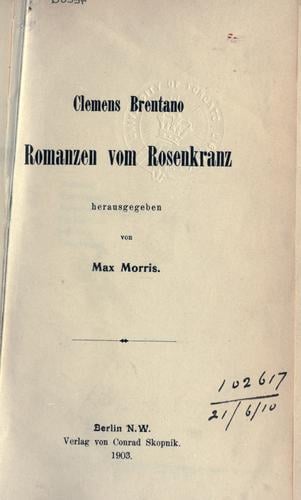 Clemens Brentano
Romanzen vom Rosenkranz
herausgegeben
von
Max Morris.
102617
21/6/10
Berlin N.W.
Verlag von Conrad Skopnik.
1903.